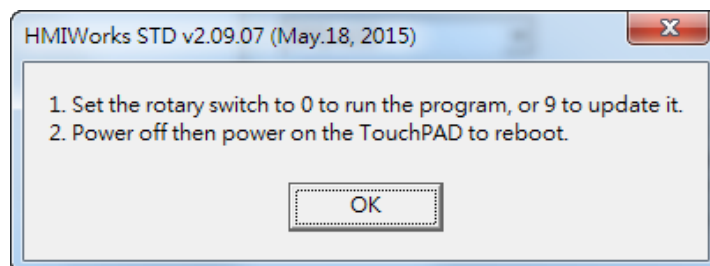 HMIWorks STD v2.09.07 (May.18, 2015)
1. Set the rotary switch to 0 to run the program, or 9 to update it.
2. Power off then power on the TouchPAD to reboot.
OK